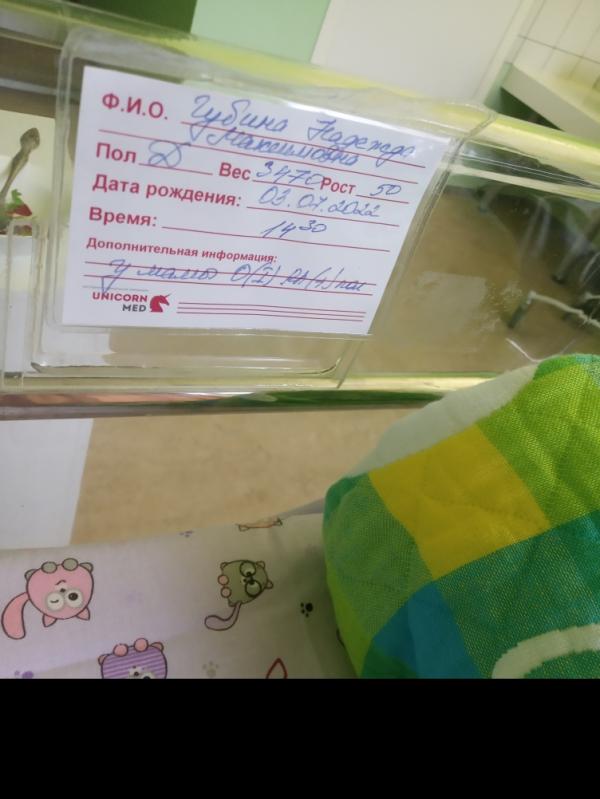 Ф.И.О. Губина Надежда
Максимовна
Пол Д Вес 3470 Рост 50
Дата рождения: 03.07.2022
Время: 14 30
Дополнительная информация:
у мамы 0(I) Rh(+) пол
UNICORN
MED